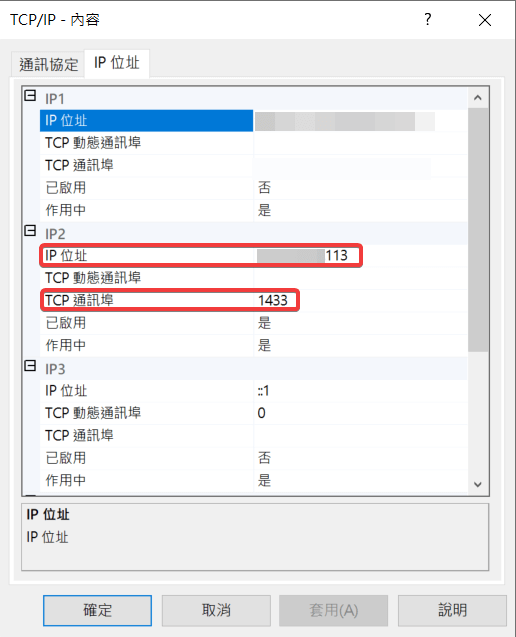 TCP/IP - 內容
?
通訊協定 IP 位址
IP1
IP 位址
TCP 動態通訊埠
TCP 通訊埠
已啟用 否
作用中 是
IP2
IP 位址 113
TCP 動態通訊埠
TCP 通訊埠 1433
已啟用 是
作用中 是
IP3
IP 位址 ::1
TCP 動態通訊埠 0
TCP 通訊埠
已啟用 否
作用中 是
IP 位址
IP 位址
確定 取消 套用(A) 說明